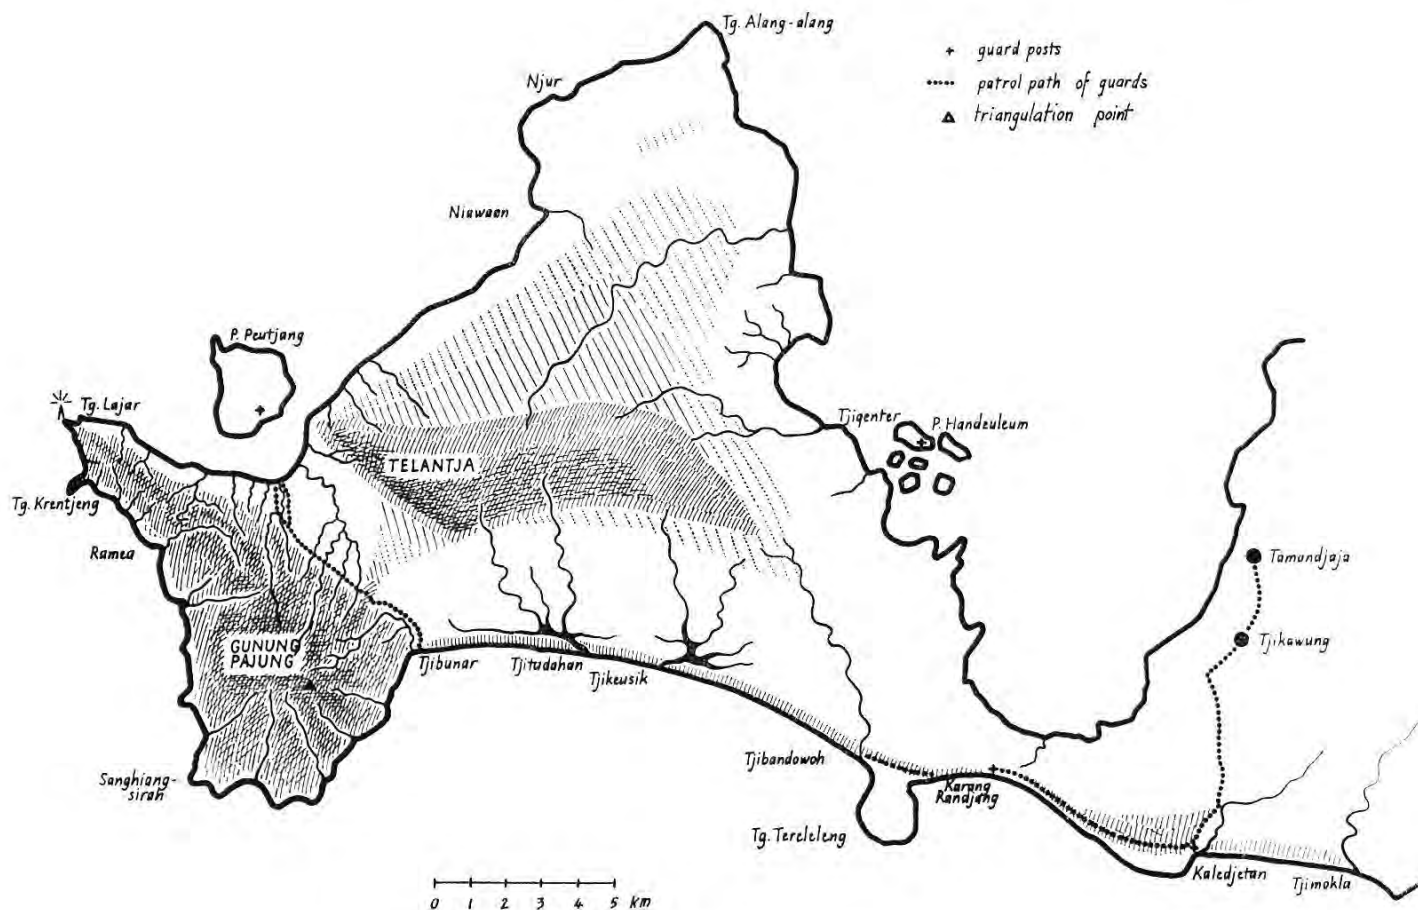 Tg. Alang-alang
+ guard posts
patrol path of guards
triangulation point
Njur
Niawaen
P. Peutjang
Tg. Lajar
Tjigenter
P. Handeuleum
TELANTJA
Tg. Krentjeng
Ramea
Tamandjaja
Tjikawung
GUNUNG
PAJUNG
Tjibunar
Tjitadahan
Tjikeusik
Sanghiang-
sirah
Tjibandowoh
Karang
Randjang
Tg. Tereleleng
Kaledjetan
Tjimokla
0 1 2 3 4 5 km